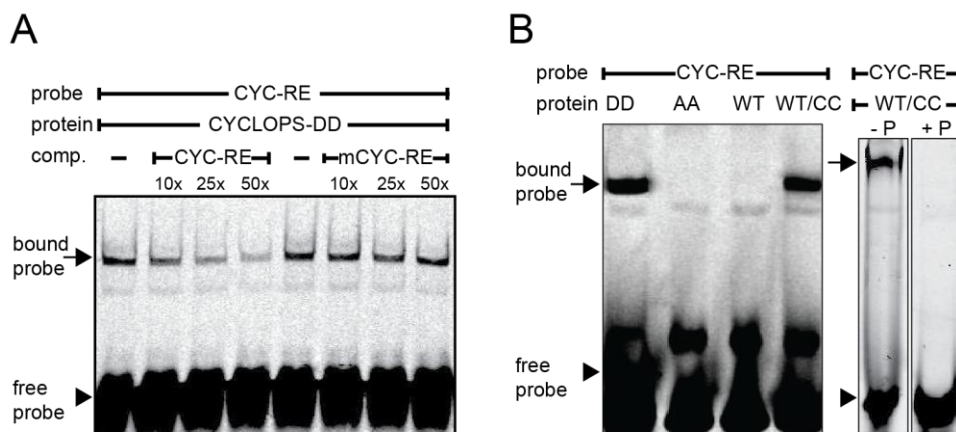 A
probe CYC-RE
protein CYCLOPS-DD
comp. – CYC-RE – mCYC-RE
10x 25x 50x 10x 25x 50x
bound
probe
free
probe
B
probe CYC-RE CYC-RE
protein DD AA WT WT/CC WT/CC
- P + P
bound
probe
free
probe